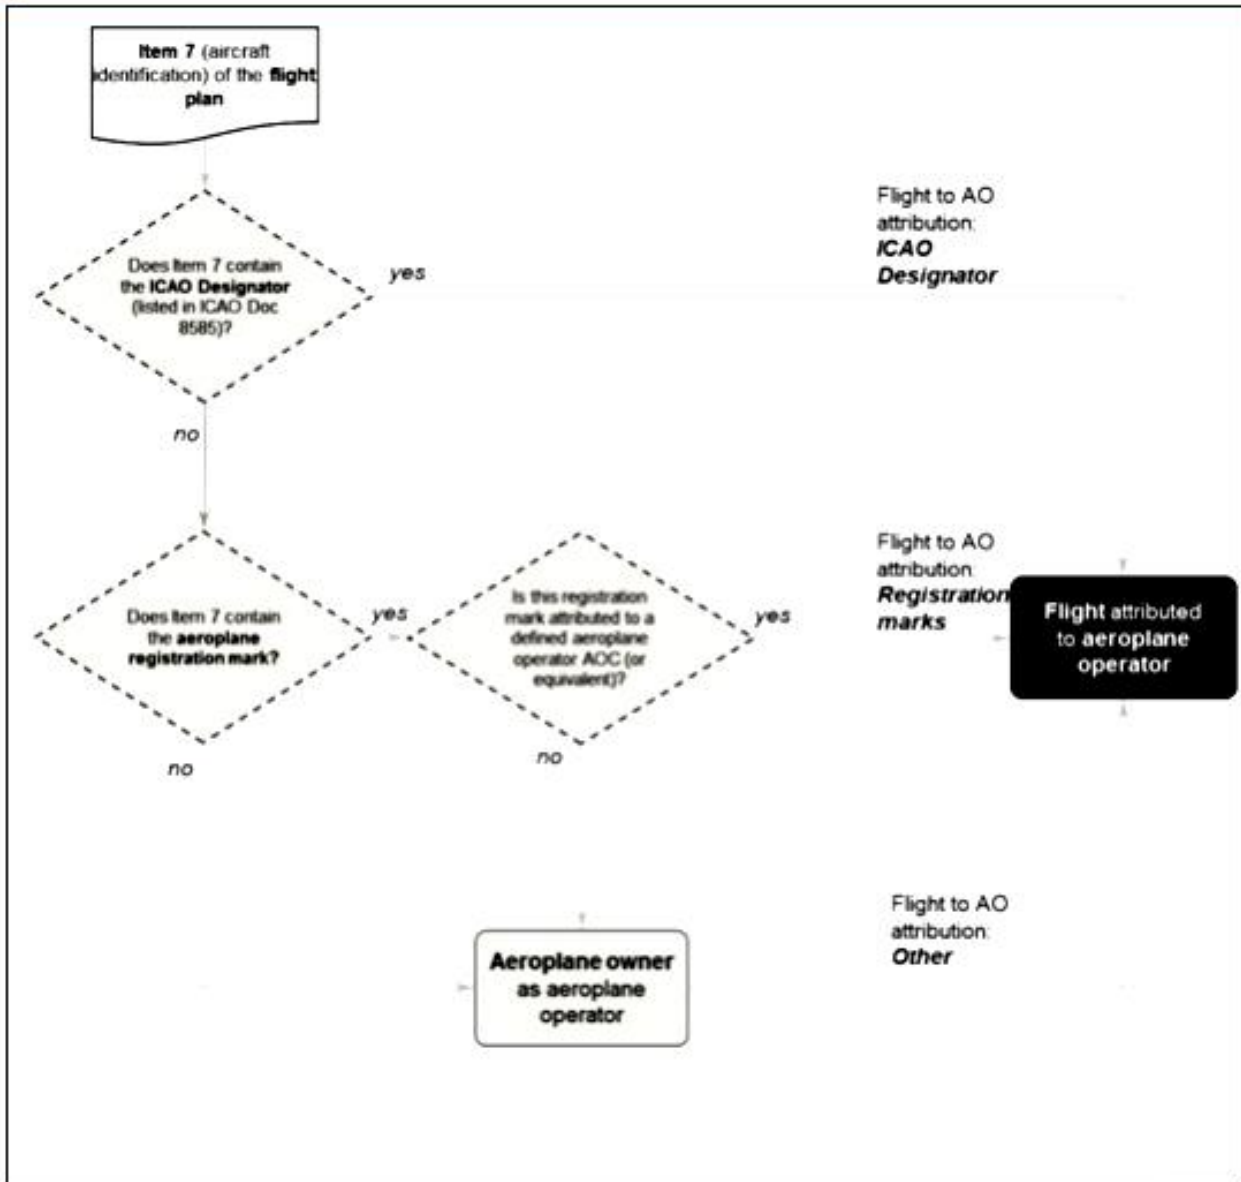 Item 7 (aircraft
identification) of the flight
plan
Flight to AO
attribution:
ICAO
Designator
Does Item 7 contain
the ICAO Designator
(listed in ICAO Doc
8585)?
yes
no
Does Item 7 contain
the aeroplane
registration mark?
yes
no
Is this registration
mark attributed to a
defined aeroplane
operator AOC (or
equivalent)?
yes
no
Flight to AO
attribution:
Registration
marks
Flight attributed
to aeroplane
operator
Aeroplane owner
as aeroplane
operator
Flight to AO
attribution:
Other